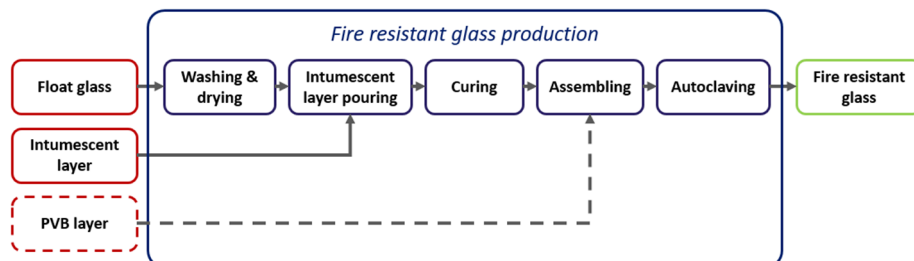 Fire resistant glass production
Float glass
Washing &
drying
Intumescent
layer pouring
Curing
Assembling
Autoclaving
Fire resistant
glass
Intumescent
layer
PVB layer